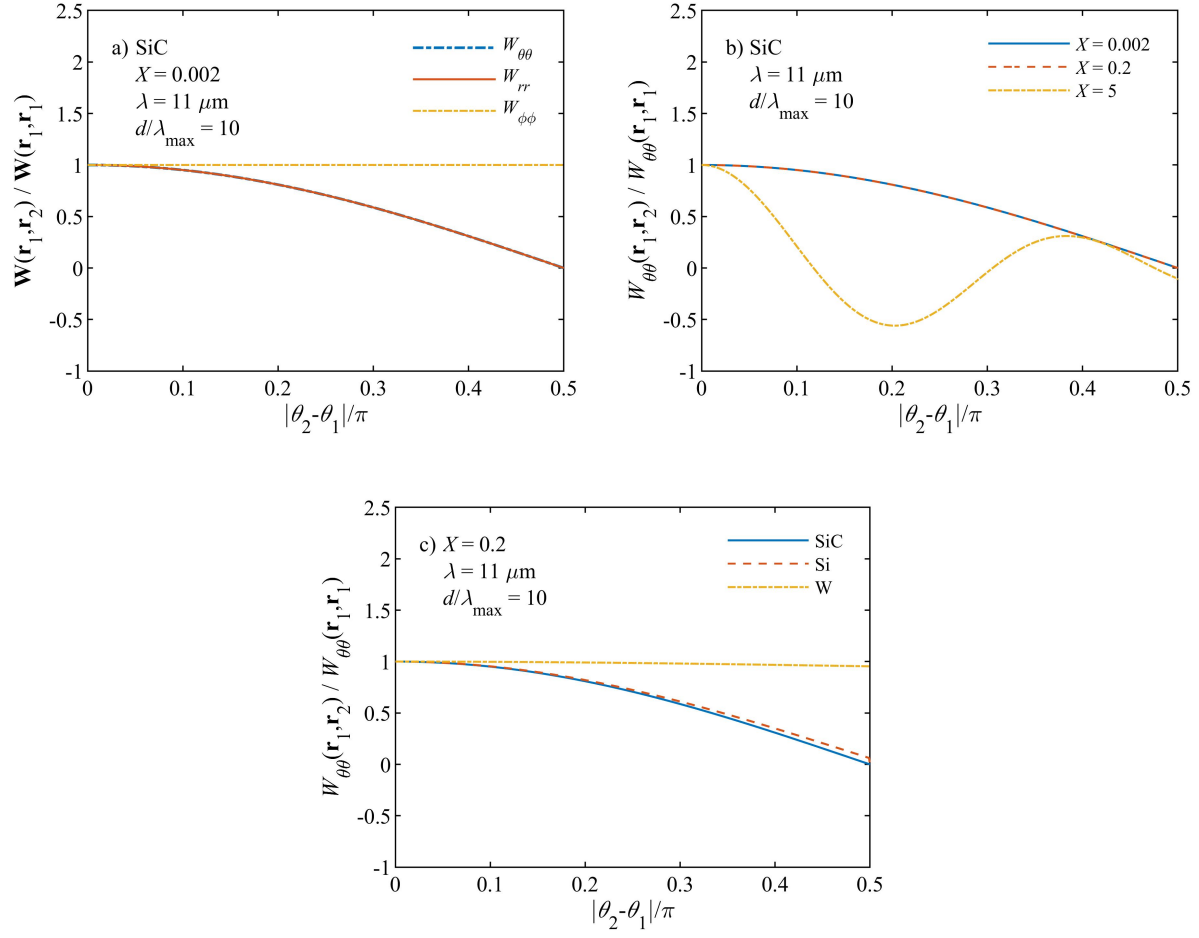 a) SiC
X = 0.002
λ = 11 μm
d/λmax = 10
Wθθ
Wrr
Wϕϕ
2.5
2
1.5
1
0.5
0
-0.5
-1
W(r1,r2) / W(r1,r1)
0 0.1 0.2 0.3 0.4 0.5
|θ2-θ1|/π
b) SiC
λ = 11 μm
d/λmax = 10
X = 0.002
X = 0.2
X = 5
2.5
2
1.5
1
0.5
0
-0.5
-1
Wθθ(r1,r2) / Wθθ(r1,r1)
0 0.1 0.2 0.3 0.4 0.5
|θ2-θ1|/π
c) X = 0.2
λ = 11 μm
d/λmax = 10
SiC
Si
W
2.5
2
1.5
1
0.5
0
-0.5
-1
Wθθ(r1,r2) / Wθθ(r1,r1)
0 0.1 0.2 0.3 0.4 0.5
|θ2-θ1|/π